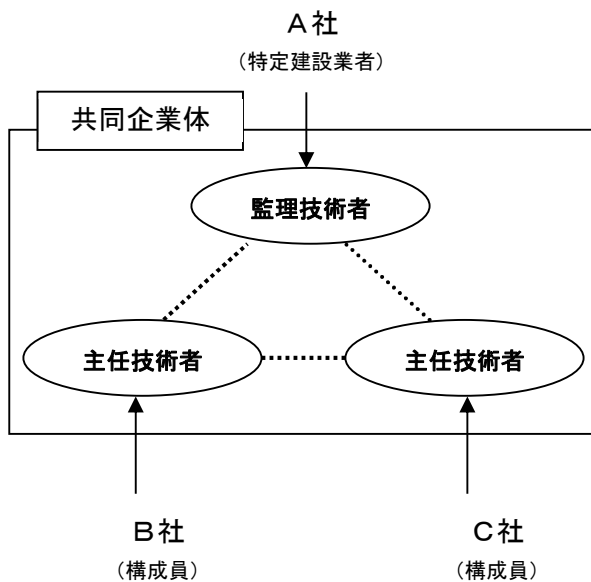 A社
（特定建設業者）
共同企業体
監理技術者
主任技術者
主任技術者
B社
（構成員）
C社
（構成員）